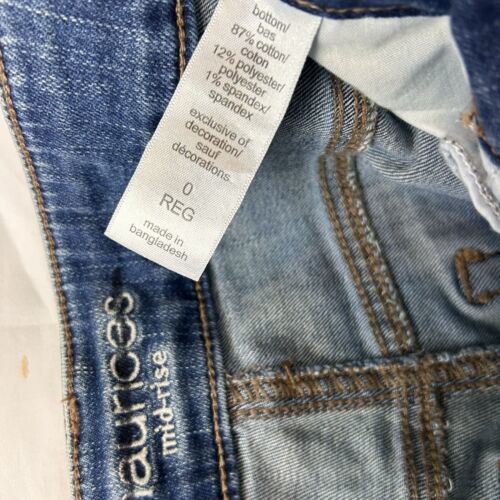 bottom/
bas
87% cotton/
coton
12% polyester/
polyester
1% spandex/
spandex
exclusive of
decoration/
sauf
décorations.
0
REG
made in
bangladesh
maurices
mid-rise